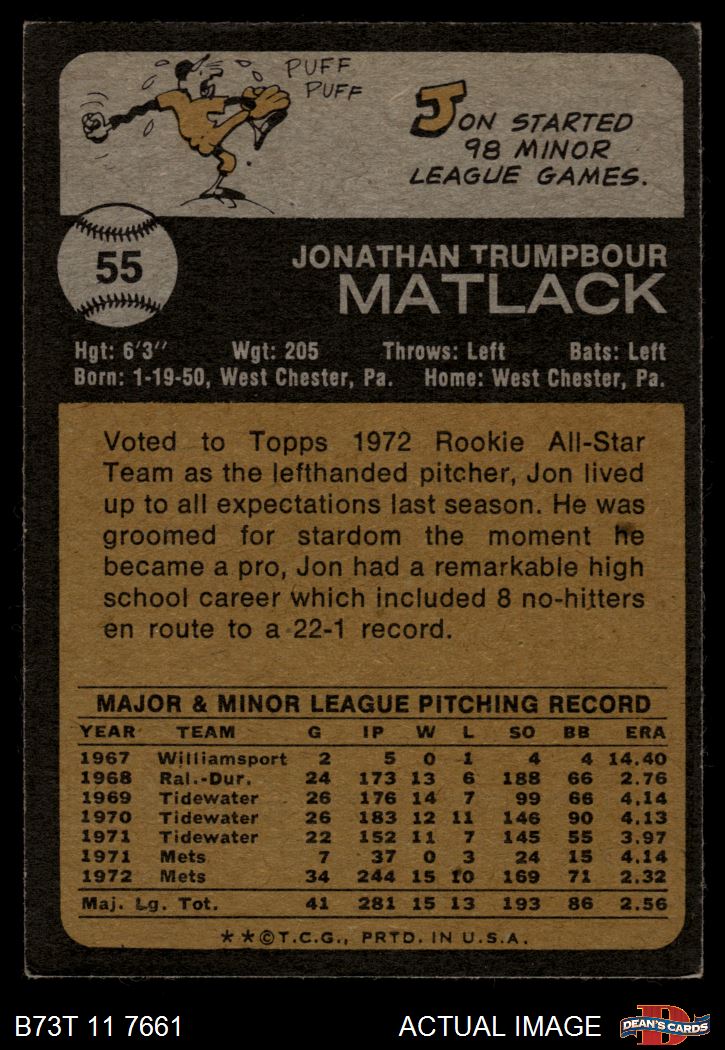 PUFF
PUFF
JON STARTED
98 MINOR
LEAGUE GAMES.
55
JONATHAN TRUMPBOUR
MATLACK
Hgt: 6'3" Wgt: 205 Throws: Left Bats: Left
Born: 1-19-50, West Chester, Pa. Home: West Chester, Pa.
Voted to Topps 1972 Rookie All-Star
Team as the lefthanded pitcher, Jon lived
up to all expectations last season. He was
groomed for stardom the moment he
became a pro, Jon had a remarkable high
school career which included 8 no-hitters
en route to a 22-1 record.
MAJOR & MINOR LEAGUE PITCHING RECORD
YEAR TEAM G IP W L SO BB ERA
1967 Williamsport 2 5 0 1 4 4 14.40
1968 Ral.-Dur. 24 173 13 6 188 66 2.76
1969 Tidewater 26 176 14 7 99 66 4.14
1970 Tidewater 26 183 12 11 146 90 4.13
1971 Tidewater 22 152 11 7 145 55 3.97
1971 Mets 7 37 0 3 24 15 4.14
1972 Mets 34 244 15 10 169 71 2.32
Maj. Lg. Tot. 41 281 15 13 193 86 2.56
**©T.C.G., PRTD. IN U.S.A.
B73T 11 7661 ACTUAL IMAGE D DEAN'S CARDS